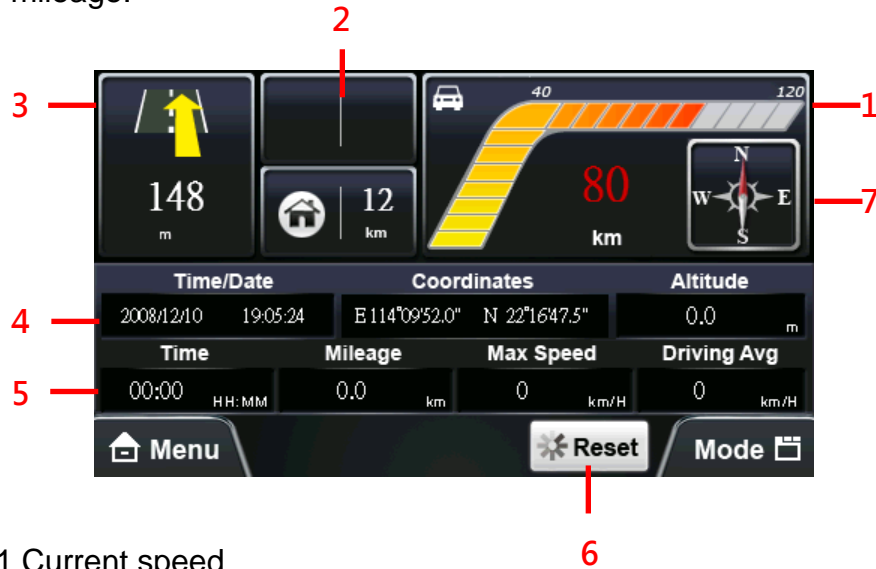 mileage.
2
3
40 120
1
148
m
12
km
80
km
N
W E
S
7
Time/Date Coordinates Altitude
4
2008/12/10 19:05:24 E 114°09'52.0" N 22°16'47.5" 0.0 m
Time Mileage Max Speed Driving Avg
5
00:00 HH:MM 0.0 km 0 km/H 0 km/H
Menu Reset Mode
6
1 Current speed